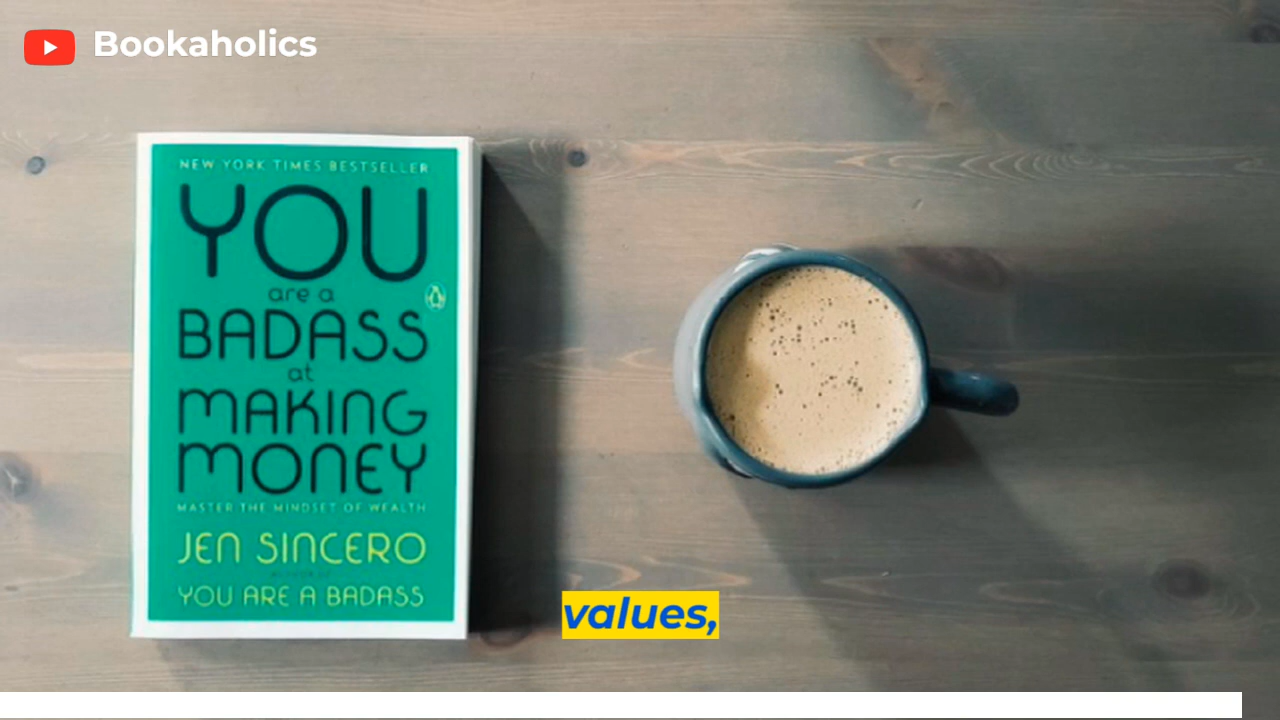 Bookaholics
NEW YORK TIMES BESTSELLER
YOU
are a
BADASS
at
MAKING
MONEY
MASTER THE MINDSET OF WEALTH
JEN SINCERO
YOU ARE A BADASS
values,